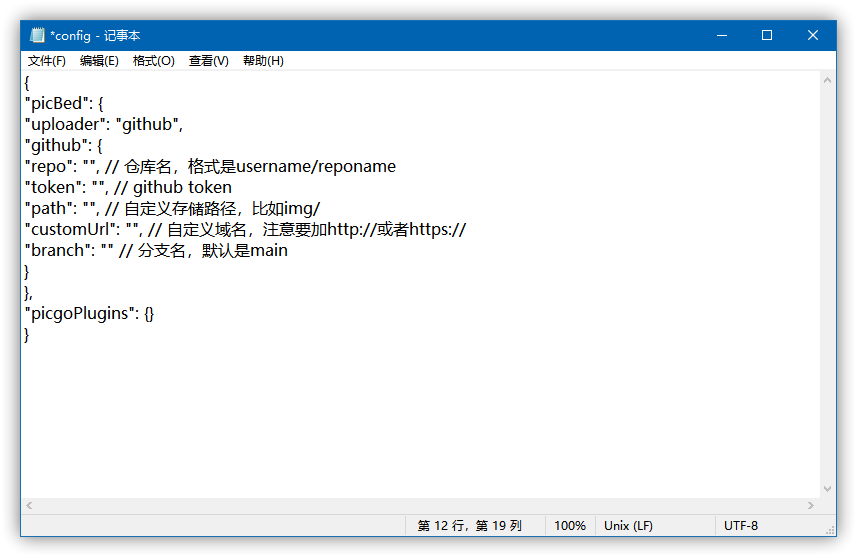 *config - 记事本
文件(F) 编辑(E) 格式(O) 查看(V) 帮助(H)
{
"picBed": {
"uploader": "github",
"github": {
"repo": "", // 仓库名，格式是username/reponame
"token": "", // github token
"path": "", // 自定义存储路径，比如img/
"customUrl": "", // 自定义域名，注意要加http://或者https://
"branch": "" // 分支名，默认是main
}
},
"picgoPlugins": {}
}
第 12 行，第 19 列 100% Unix (LF) UTF-8